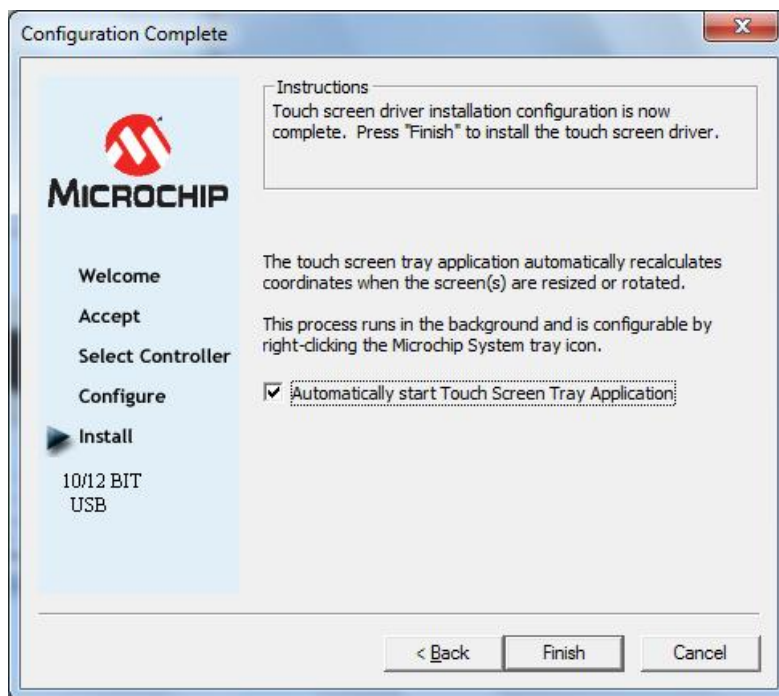 Configuration Complete
Instructions
Touch screen driver installation configuration is now
complete. Press "Finish" to install the touch screen driver.
MICROCHIP
Welcome
Accept
Select Controller
Configure
Install
10/12 BIT
USB
The touch screen tray application automatically recalculates
coordinates when the screen(s) are resized or rotated.
This process runs in the background and is configurable by
right-clicking the Microchip System tray icon.
Automatically start Touch Screen Tray Application
< Back
Finish
Cancel